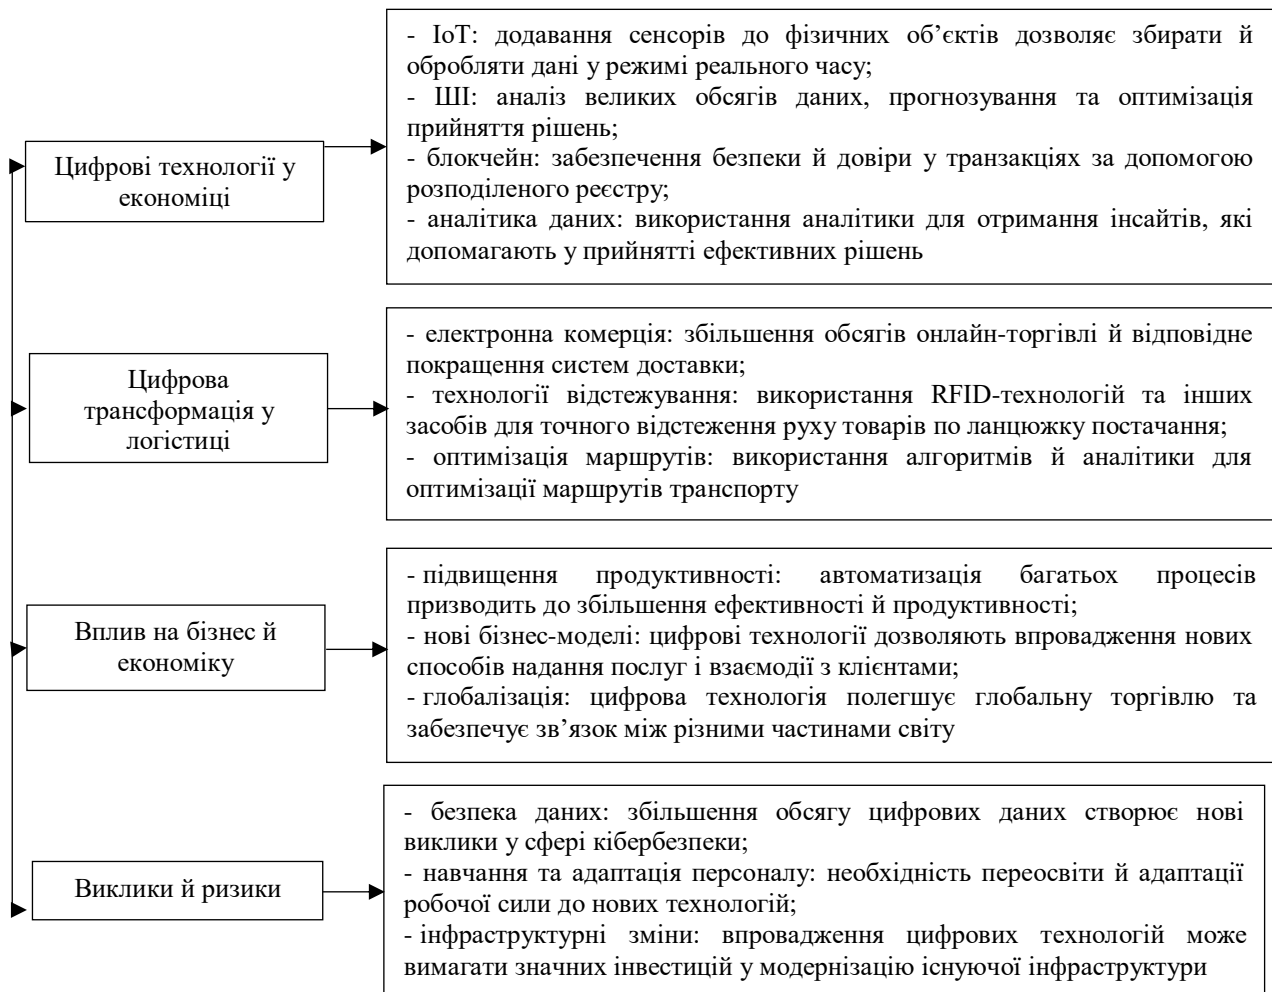 Цифрові технології у
економіці
- IoT: додавання сенсорів до фізичних об’єктів дозволяє збирати й
обробляти дані у режимі реального часу;
- ШІ: аналіз великих обсягів даних, прогнозування та оптимізація
прийняття рішень;
- блокчейн: забезпечення безпеки й довіри у транзакціях за допомогою
розподіленого реєстру;
- аналітика даних: використання аналітики для отримання інсайтів, які
допомагають у прийнятті ефективних рішень
Цифрова
трансформація у
логістиці
- електронна комерція: збільшення обсягів онлайн-торгівлі й відповідне
покращення систем доставки;
- технології відстежування: використання RFID-технологій та інших
засобів для точного відстеження руху товарів по ланцюжку постачання;
- оптимізація маршрутів: використання алгоритмів й аналітики для
оптимізації маршрутів транспорту
Вплив на бізнес й
економіку
- підвищення продуктивності: автоматизація багатьох процесів
призводить до збільшення ефективності й продуктивності;
- нові бізнес-моделі: цифрові технології дозволяють впровадження нових
способів надання послуг і взаємодії з клієнтами;
- глобалізація: цифрова технологія полегшує глобальну торгівлю та
забезпечує зв’язок між різними частинами світу
Виклики й ризики
- безпека даних: збільшення обсягу цифрових даних створює нові
виклики у сфері кібербезпеки;
- навчання та адаптація персоналу: необхідність переосвіти й адаптації
робочої сили до нових технологій;
- інфраструктурні зміни: впровадження цифрових технологій може
вимагати значних інвестицій у модернізацію існуючої інфраструктури